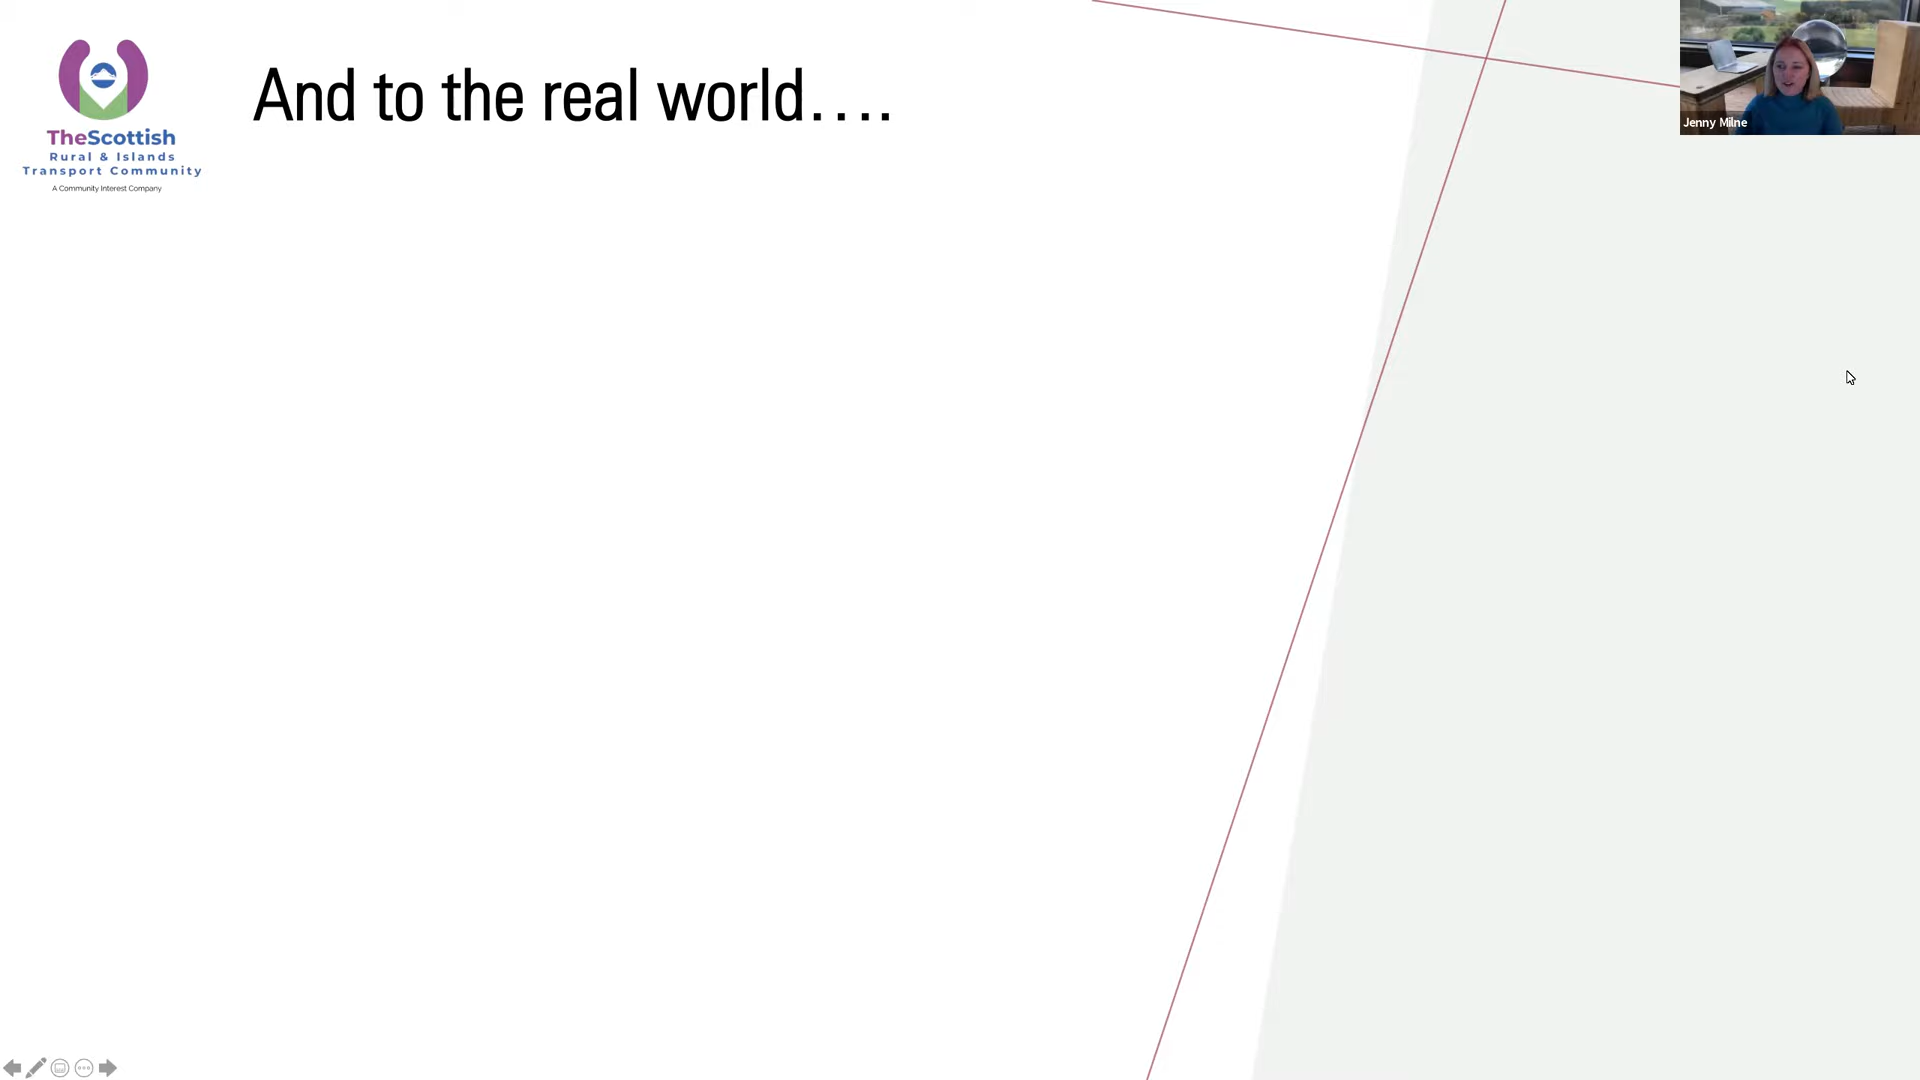 And to the real world....
TheScottish
Rural & Islands
Transport Community
A Community Interest Company
Jenny Milne